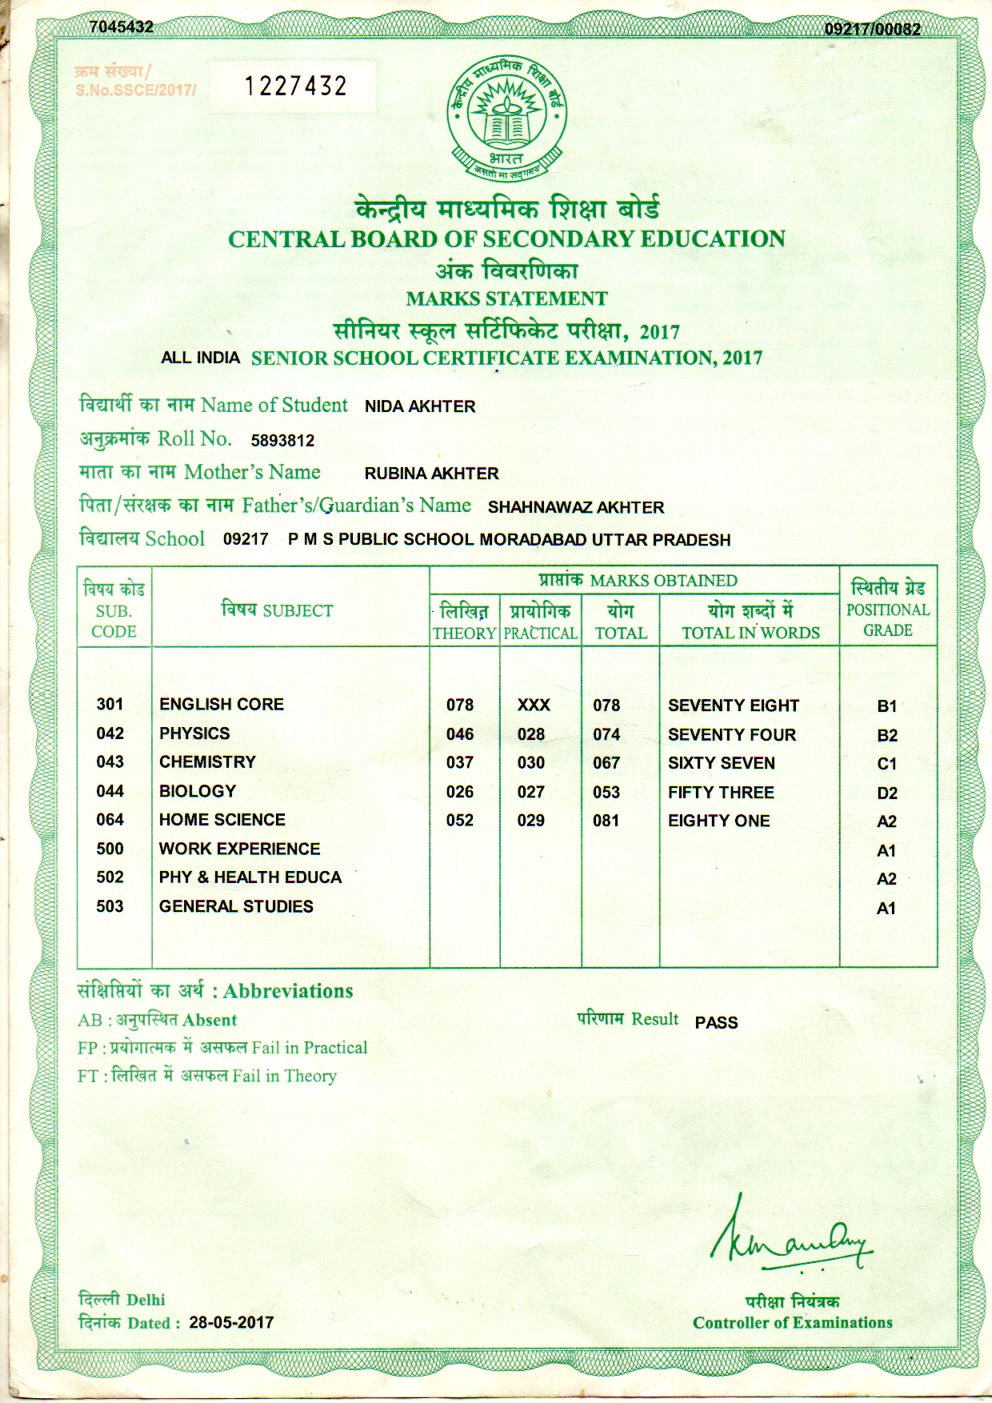 7045432 09217/00082
क्रम संख्या/
S.No.SSCE/2017/ 1227432
केन्द्रीय माध्यमिक शिक्षा बोर्ड
भारत
असतो मा सद्गमय
केन्द्रीय माध्यमिक शिक्षा बोर्ड
CENTRAL BOARD OF SECONDARY EDUCATION
अंक विवरणिका
MARKS STATEMENT
सीनियर स्कूल सर्टिफिकेट परीक्षा, 2017
ALL INDIA SENIOR SCHOOL CERTIFICATE EXAMINATION, 2017
विद्यार्थी का नाम Name of Student NIDA AKHTER
अनुक्रमांक Roll No. 5893812
माता का नाम Mother's Name RUBINA AKHTER
पिता/संरक्षक का नाम Father's/Guardian's Name SHAHNAWAZ AKHTER
विद्यालय School 09217 P M S PUBLIC SCHOOL MORADABAD UTTAR PRADESH
विषय कोड SUB. CODE विषय SUBJECT प्राप्तांक MARKS OBTAINED स्थितीय ग्रेड POSITIONAL GRADE
लिखित THEORY प्रायोगिक PRACTICAL योग TOTAL योग शब्दों में TOTAL IN WORDS
301 ENGLISH CORE 078 XXX 078 SEVENTY EIGHT B1
042 PHYSICS 046 028 074 SEVENTY FOUR B2
043 CHEMISTRY 037 030 067 SIXTY SEVEN C1
044 BIOLOGY 026 027 053 FIFTY THREE D2
064 HOME SCIENCE 052 029 081 EIGHTY ONE A2
500 WORK EXPERIENCE A1
502 PHY & HEALTH EDUCA A2
503 GENERAL STUDIES A1
संक्षिप्तियों का अर्थ : Abbreviations
AB : अनुपस्थित Absent परिणाम Result PASS
FP : प्रयोगात्मक में असफल Fail in Practical
FT : लिखित में असफल Fail in Theory
दिल्ली Delhi परीक्षा नियंत्रक
दिनांक Dated : 28-05-2017 Controller of Examinations